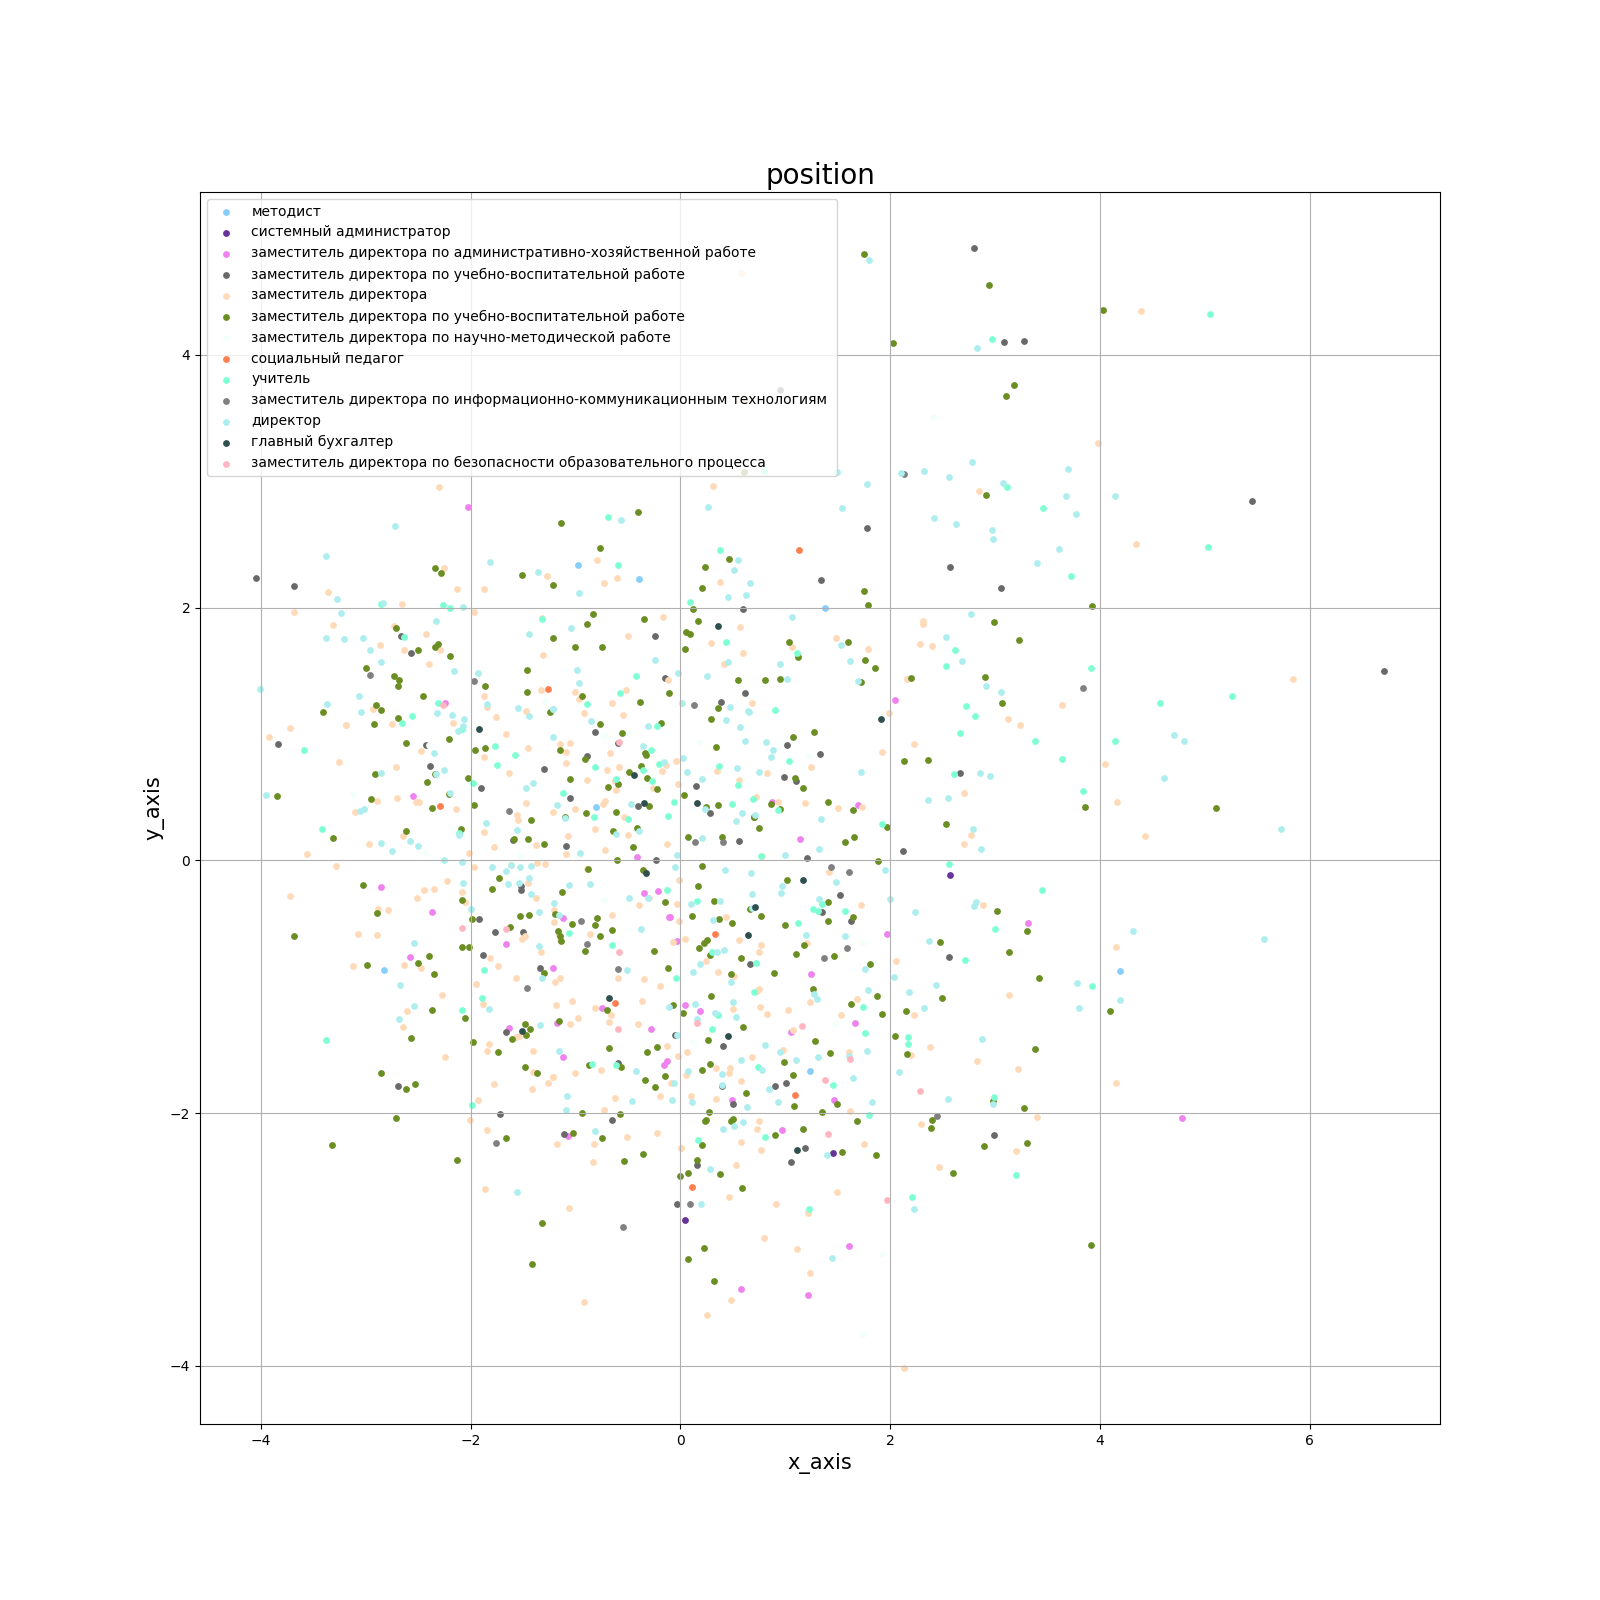 position
методист
системный администратор
заместитель директора по административно-хозяйственной работе
заместитель директора по учебно-воспитательной работе
заместитель директора
заместитель директора по учебно-воспитательной работе
заместитель директора по научно-методической работе
социальный педагог
учитель
заместитель директора по информационно-коммуникационным технологиям
директор
главный бухгалтер
заместитель директора по безопасности образовательного процесса
4
2
0
−2
−4
y_axis
−4 −2 0 2 4 6
x_axis